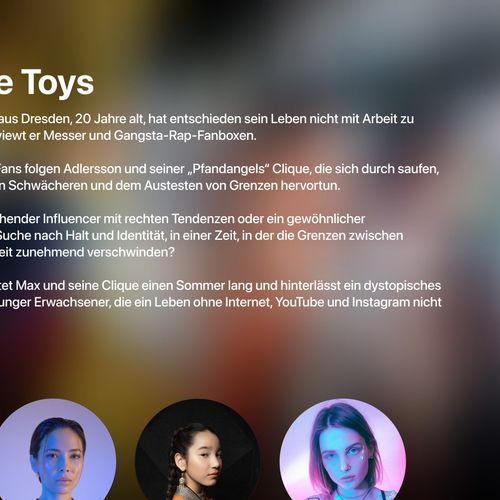 e Toys
aus Dresden, 20 Jahre alt, hat entschieden sein Leben nicht mit Arbeit zu
viewt er Messer und Gangsta-Rap-Fanboxen.
Fans folgen Adlersson und seiner „Pfandangels“ Clique, die sich durch saufen,
n Schwächeren und dem Austesten von Grenzen hervortun.
hender Influencer mit rechten Tendenzen oder ein gewöhnlicher
Suche nach Halt und Identität, in einer Zeit, in der die Grenzen zwischen
eit zunehmend verschwinden?
tet Max und seine Clique einen Sommer lang und hinterlässt ein dystopisches
unger Erwachsener, die ein Leben ohne Internet, YouTube und Instagram nicht